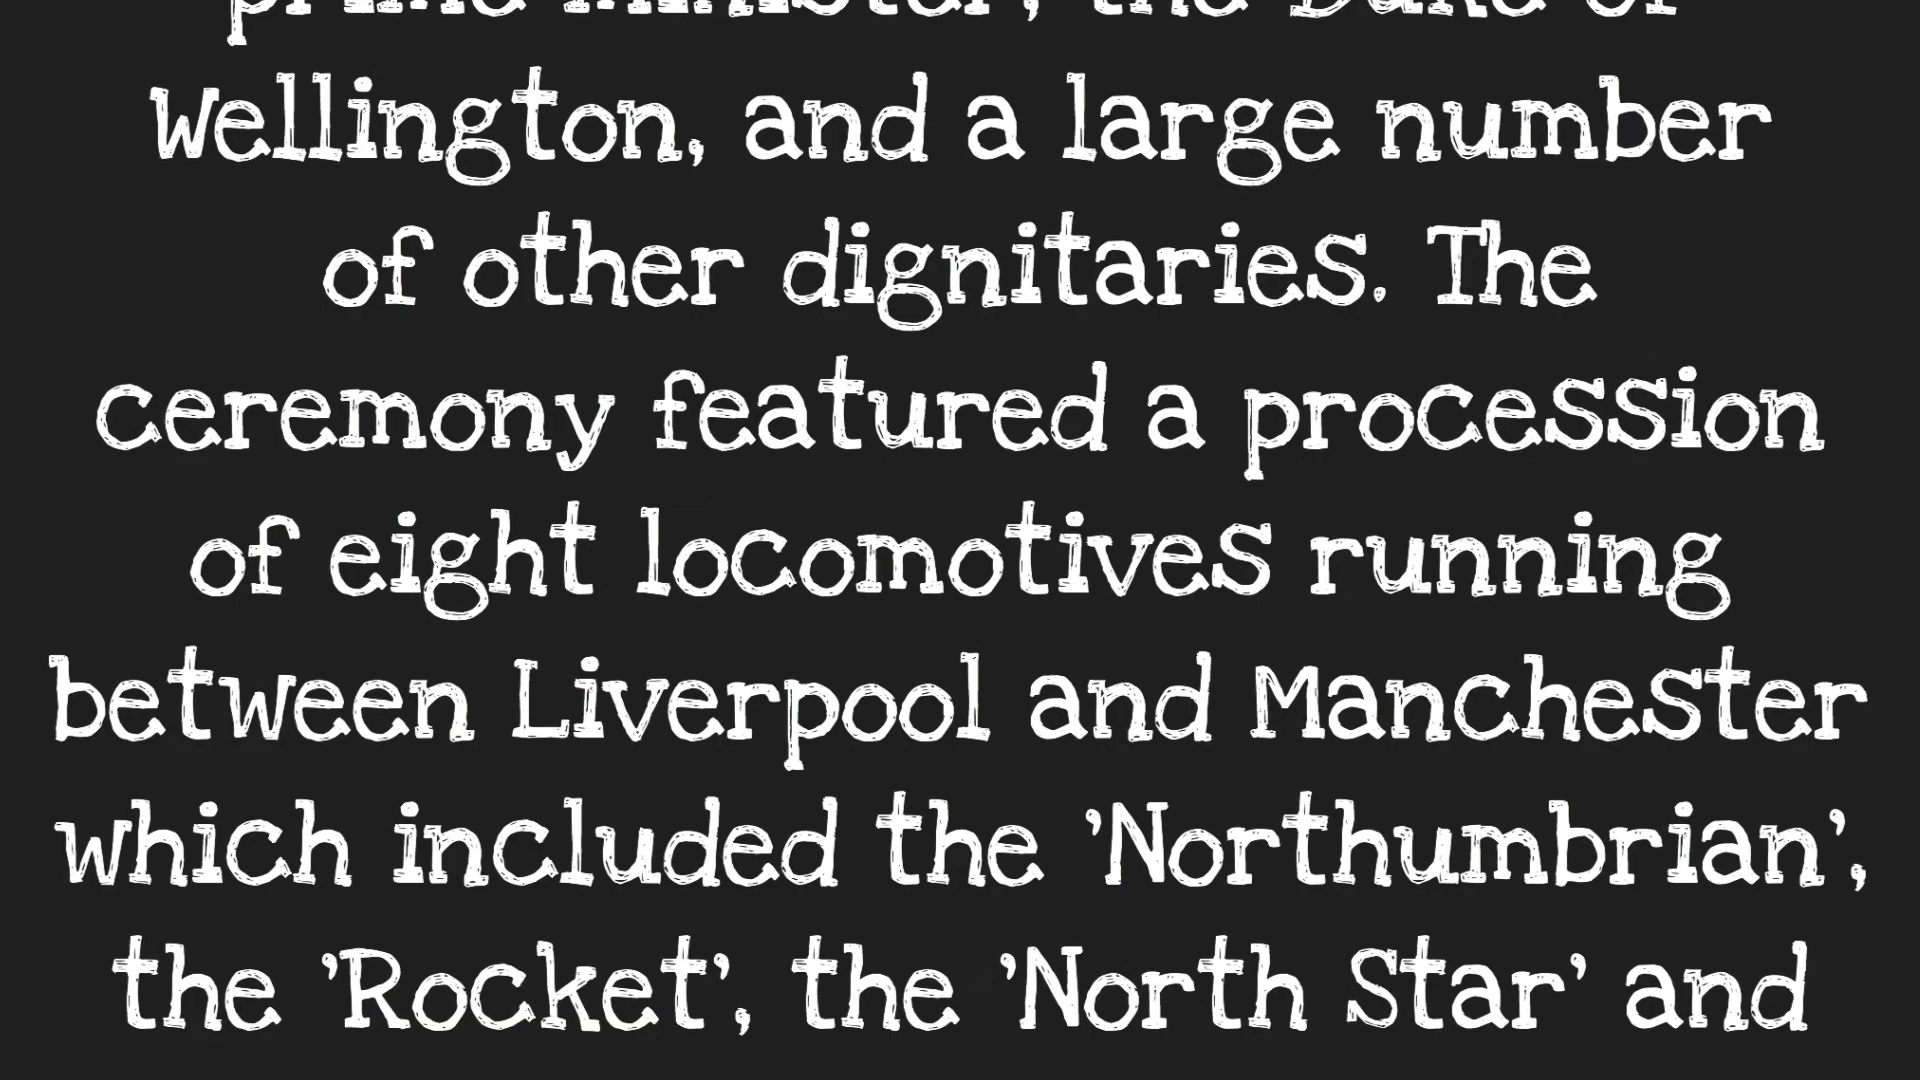 prime minister, the Duke of
Wellington, and a large number
of other dignitaries. The
ceremony featured a procession
of eight locomotives running
between Liverpool and Manchester
which included the 'Northumbrian',
the 'Rocket', the 'North Star' and